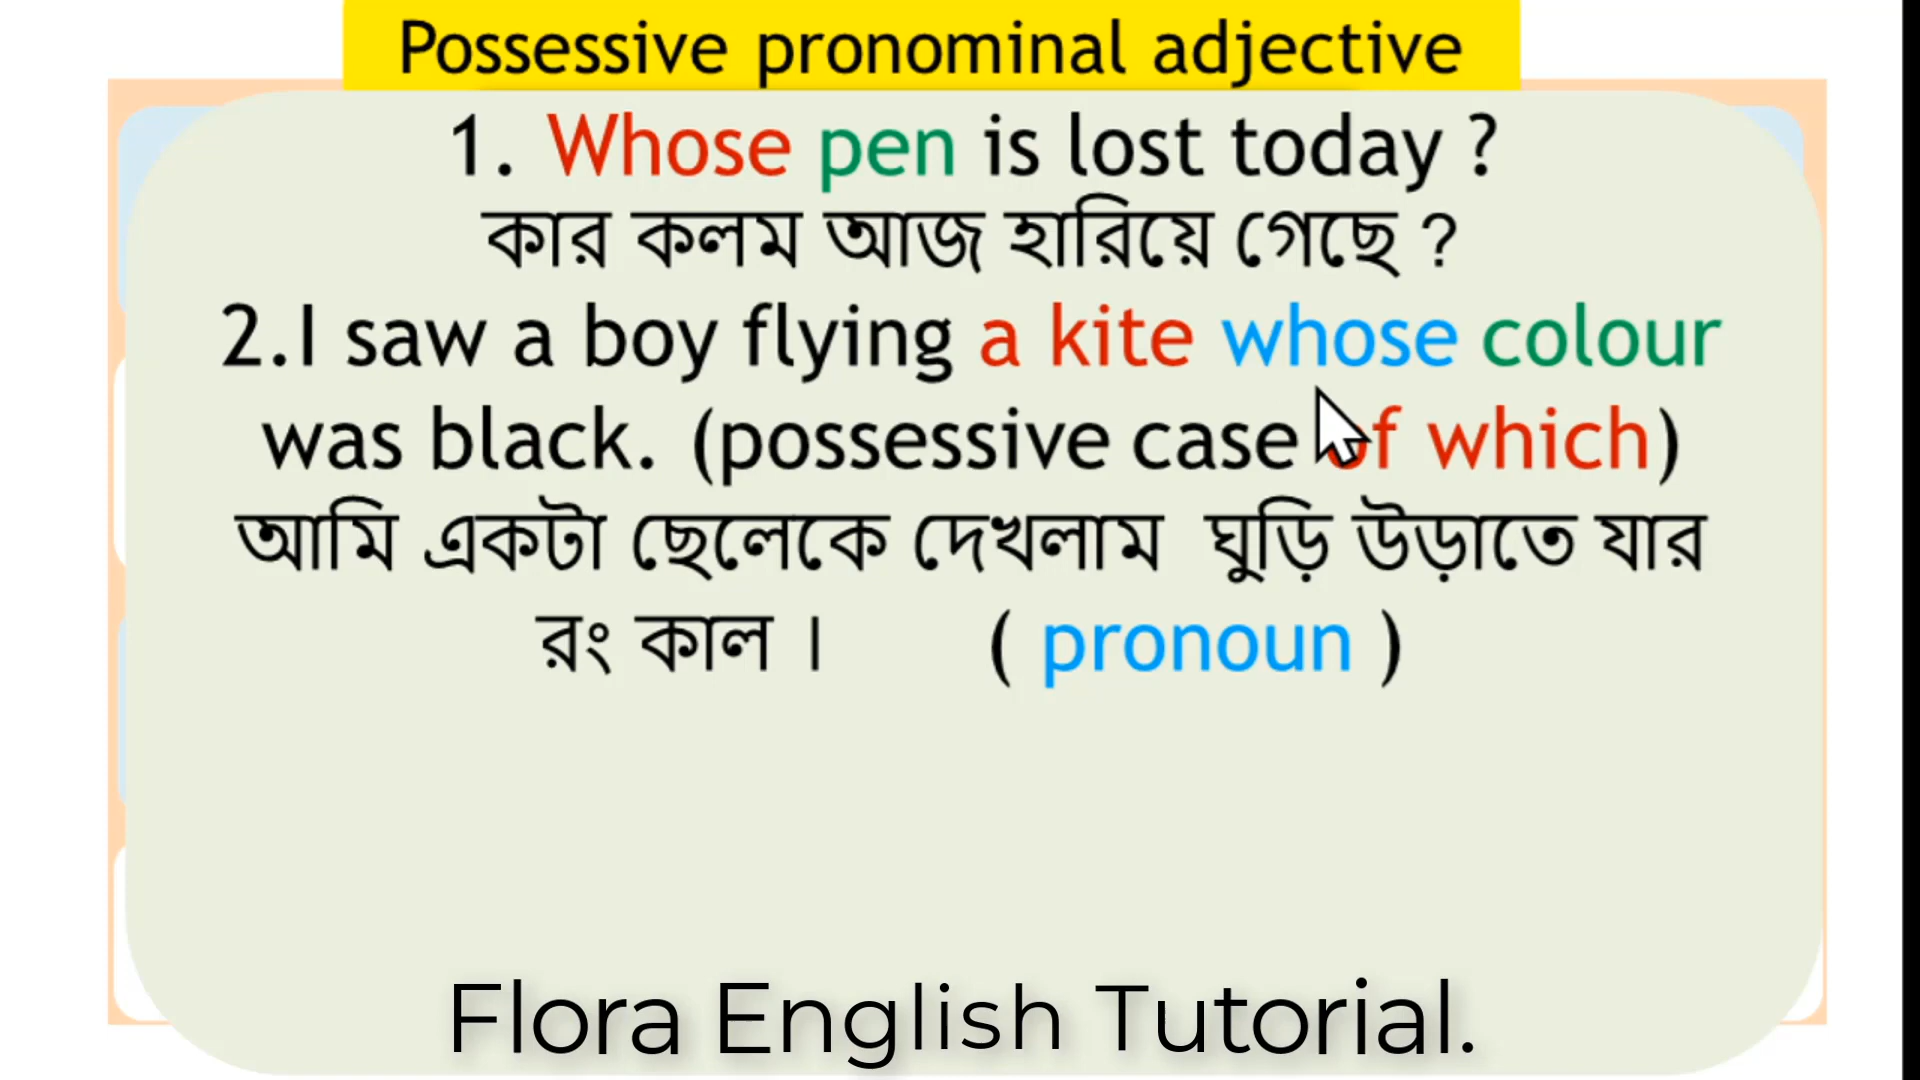 Possessive pronominal adjective
1. Whose pen is lost today ?
কার কলম আজ হারিয়ে গেছে ?
2.I saw a boy flying a kite whose colour
was black. (possessive case of which)
আমি একটা ছেলেকে দেখলাম ঘুড়ি উড়াতে যার
রং কাল । ( pronoun )
Flora English Tutorial.